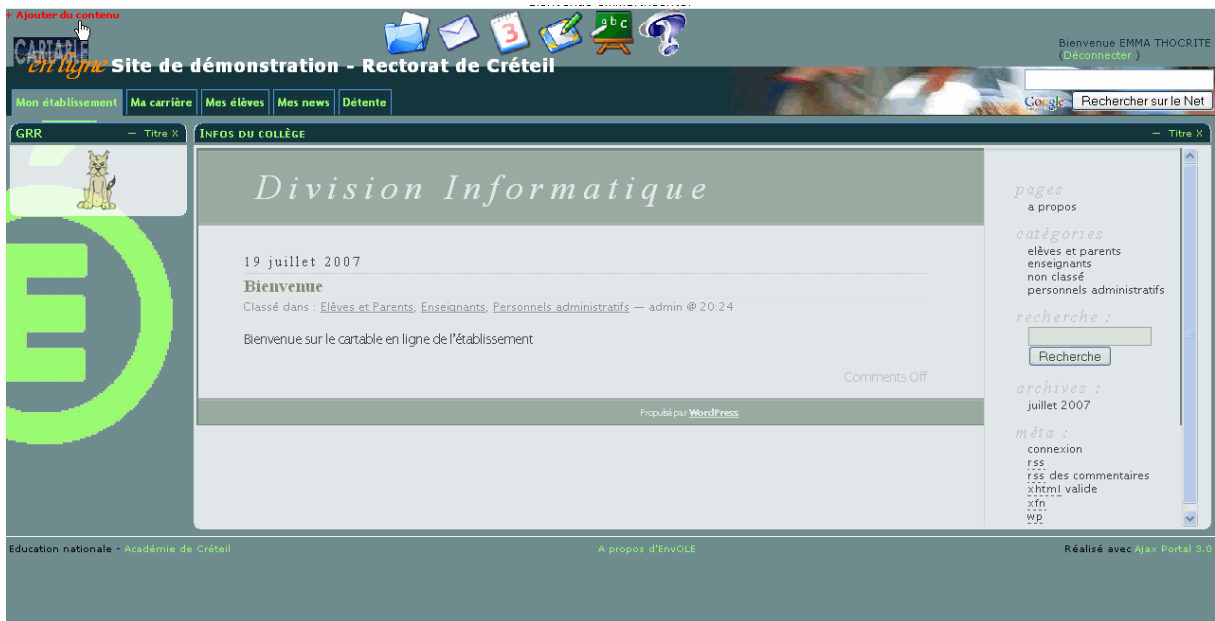 + Ajouter du contenu
3
abc
CARTABLE
en ligne
Site de démonstration - Rectorat de Créteil
Bienvenue EMMA THOCRITE
(Déconnecter )
Mon établissement
Ma carrière
Mes élèves
Mes news
Détente
Google
Rechercher sur le Net
GRR
— Titre X
INFOS DU COLLÈGE
— Titre X
Division Informatique
19 juillet 2007
Bienvenue
Classé dans : Elèves et Parents, Enseignants, Personnels administratifs — admin @ 20:24
Bienvenue sur le cartable en ligne de l'établissement
Comments Off
Propulsé par WordPress
pages
a propos
catégories
elèves et parents
enseignants
non classé
personnels administratifs
recherche :
Recherche
archives :
juillet 2007
méta :
connexion
rss
rss des commentaires
xhtml valide
xfn
wp
Education nationale - Académie de Créteil
A propos d'EnvOLE
Réalisé avec Ajax Portal 3.0